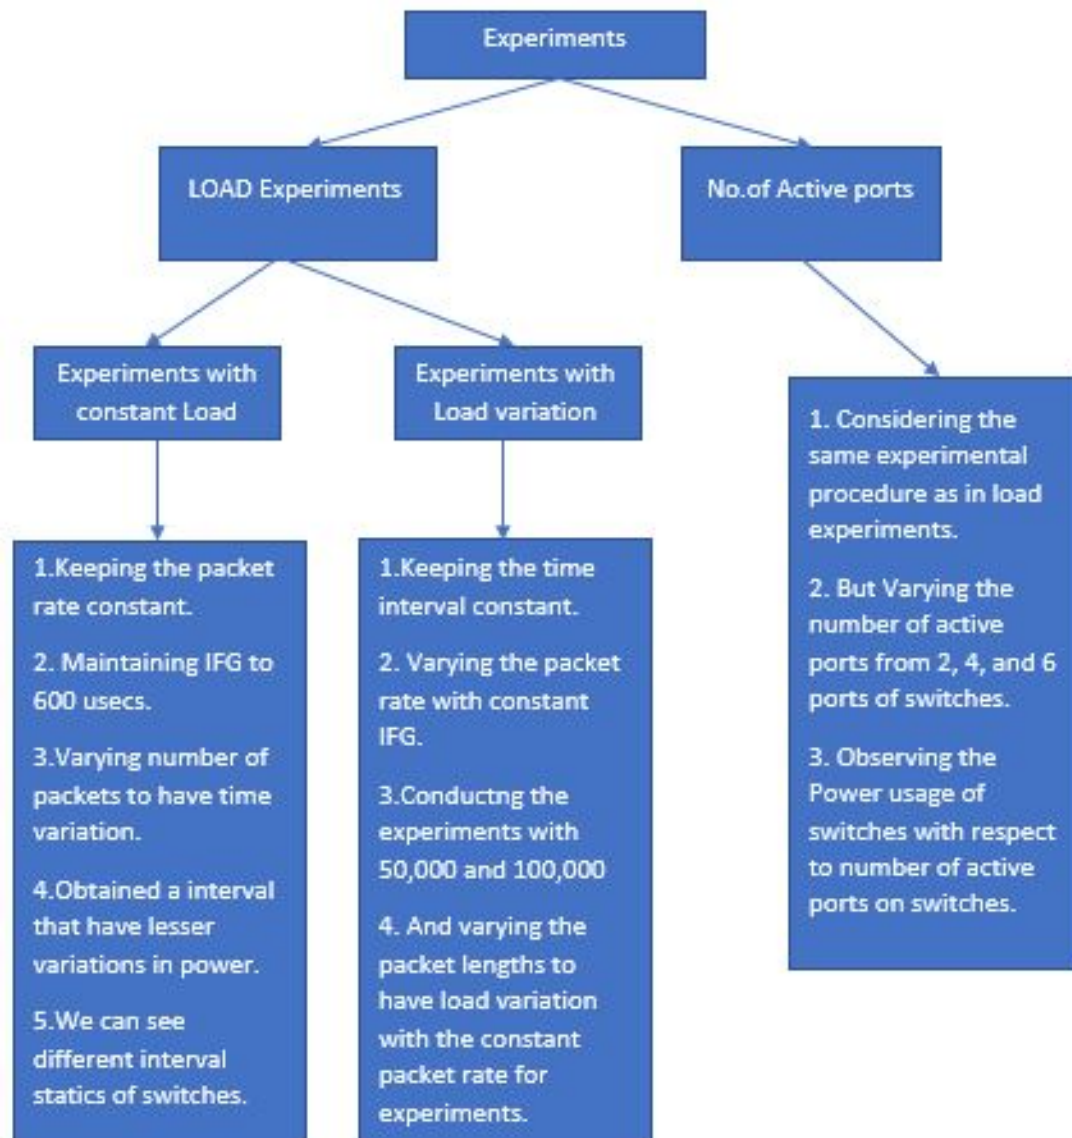 Experiments
LOAD Experiments
No.of Active ports
Experiments with
constant Load
Experiments with
Load variation
1.Keeping the packet
rate constant.
2. Maintaining IFG to
600 usecs.
3.Varying number of
packets to have time
variation.
4.Obtained a interval
that have lesser
variations in power.
5.We can see
different interval
statics of switches.
1.Keeping the time
interval constant.
2. Varying the packet
rate with constant
IFG.
3.Conductng the
experiments with
50,000 and 100,000
4. And varying the
packet lengths to
have load variation
with the constant
packet rate for
experiments.
1. Considering the
same experimental
procedure as in load
experiments.
2. But Varying the
number of active
ports from 2, 4, and 6
ports of switches.
3. Observing the
Power usage of
switches with respect
to number of active
ports on switches.